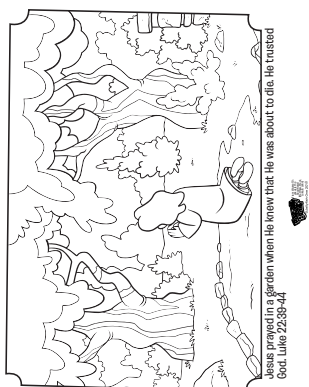 Jesus prayed in a garden when He knew that He was about to die. He trusted
God. Luke 22:39-44